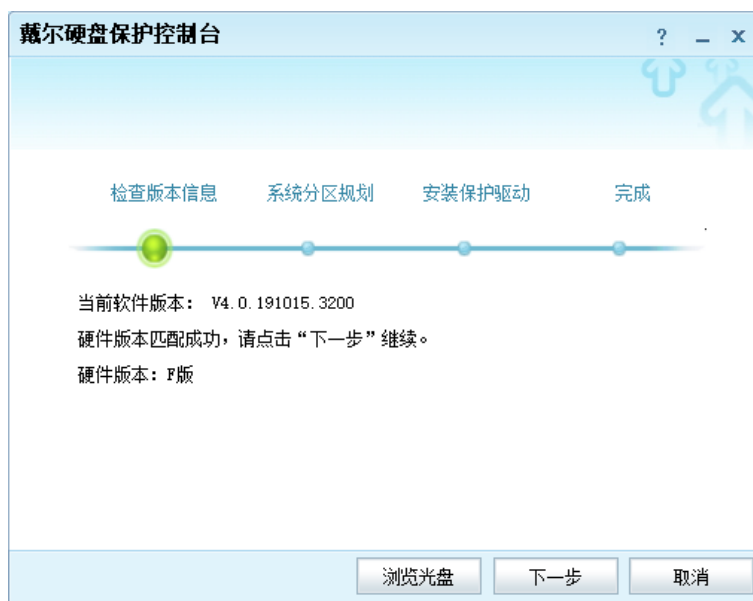 戴尔硬盘保护控制台
?
检查版本信息 系统分区规划 安装保护驱动 完成
当前软件版本: V4.0.191015.3200
硬件版本匹配成功，请点击“下一步”继续。
硬件版本：F版
浏览光盘 下一步 取消